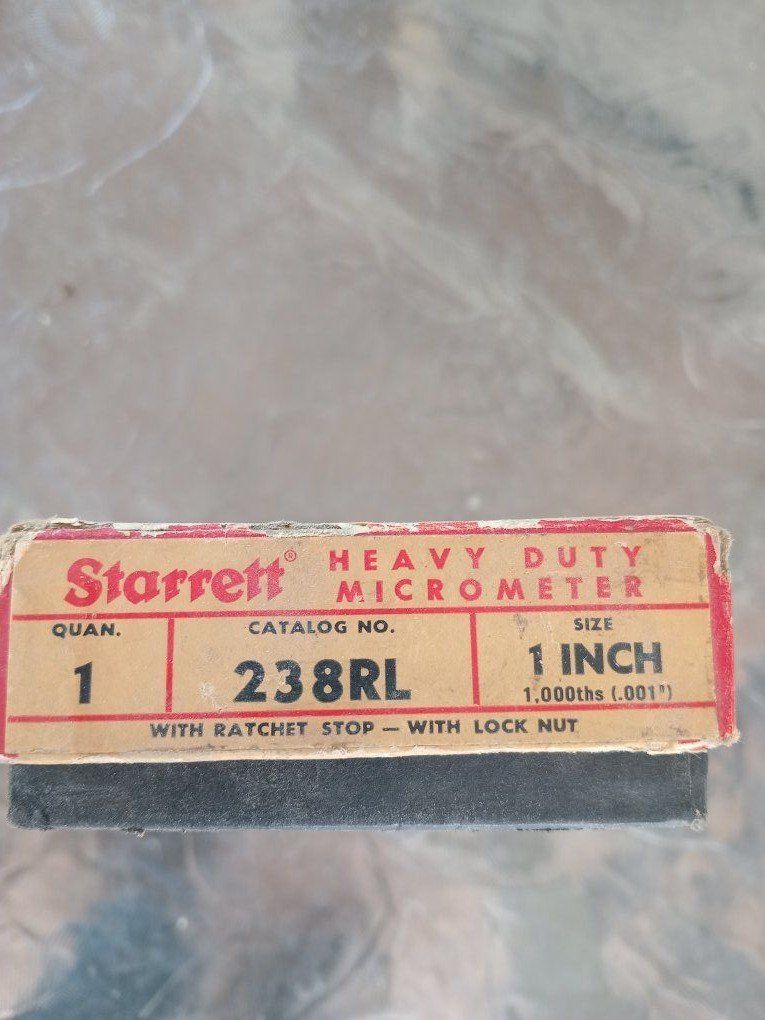 Starrett® HEAVY DUTY
MICROMETER
QUAN. CATALOG NO. SIZE
1 238RL 1 INCH
1,000ths (.001")
WITH RATCHET STOP — WITH LOCK NUT